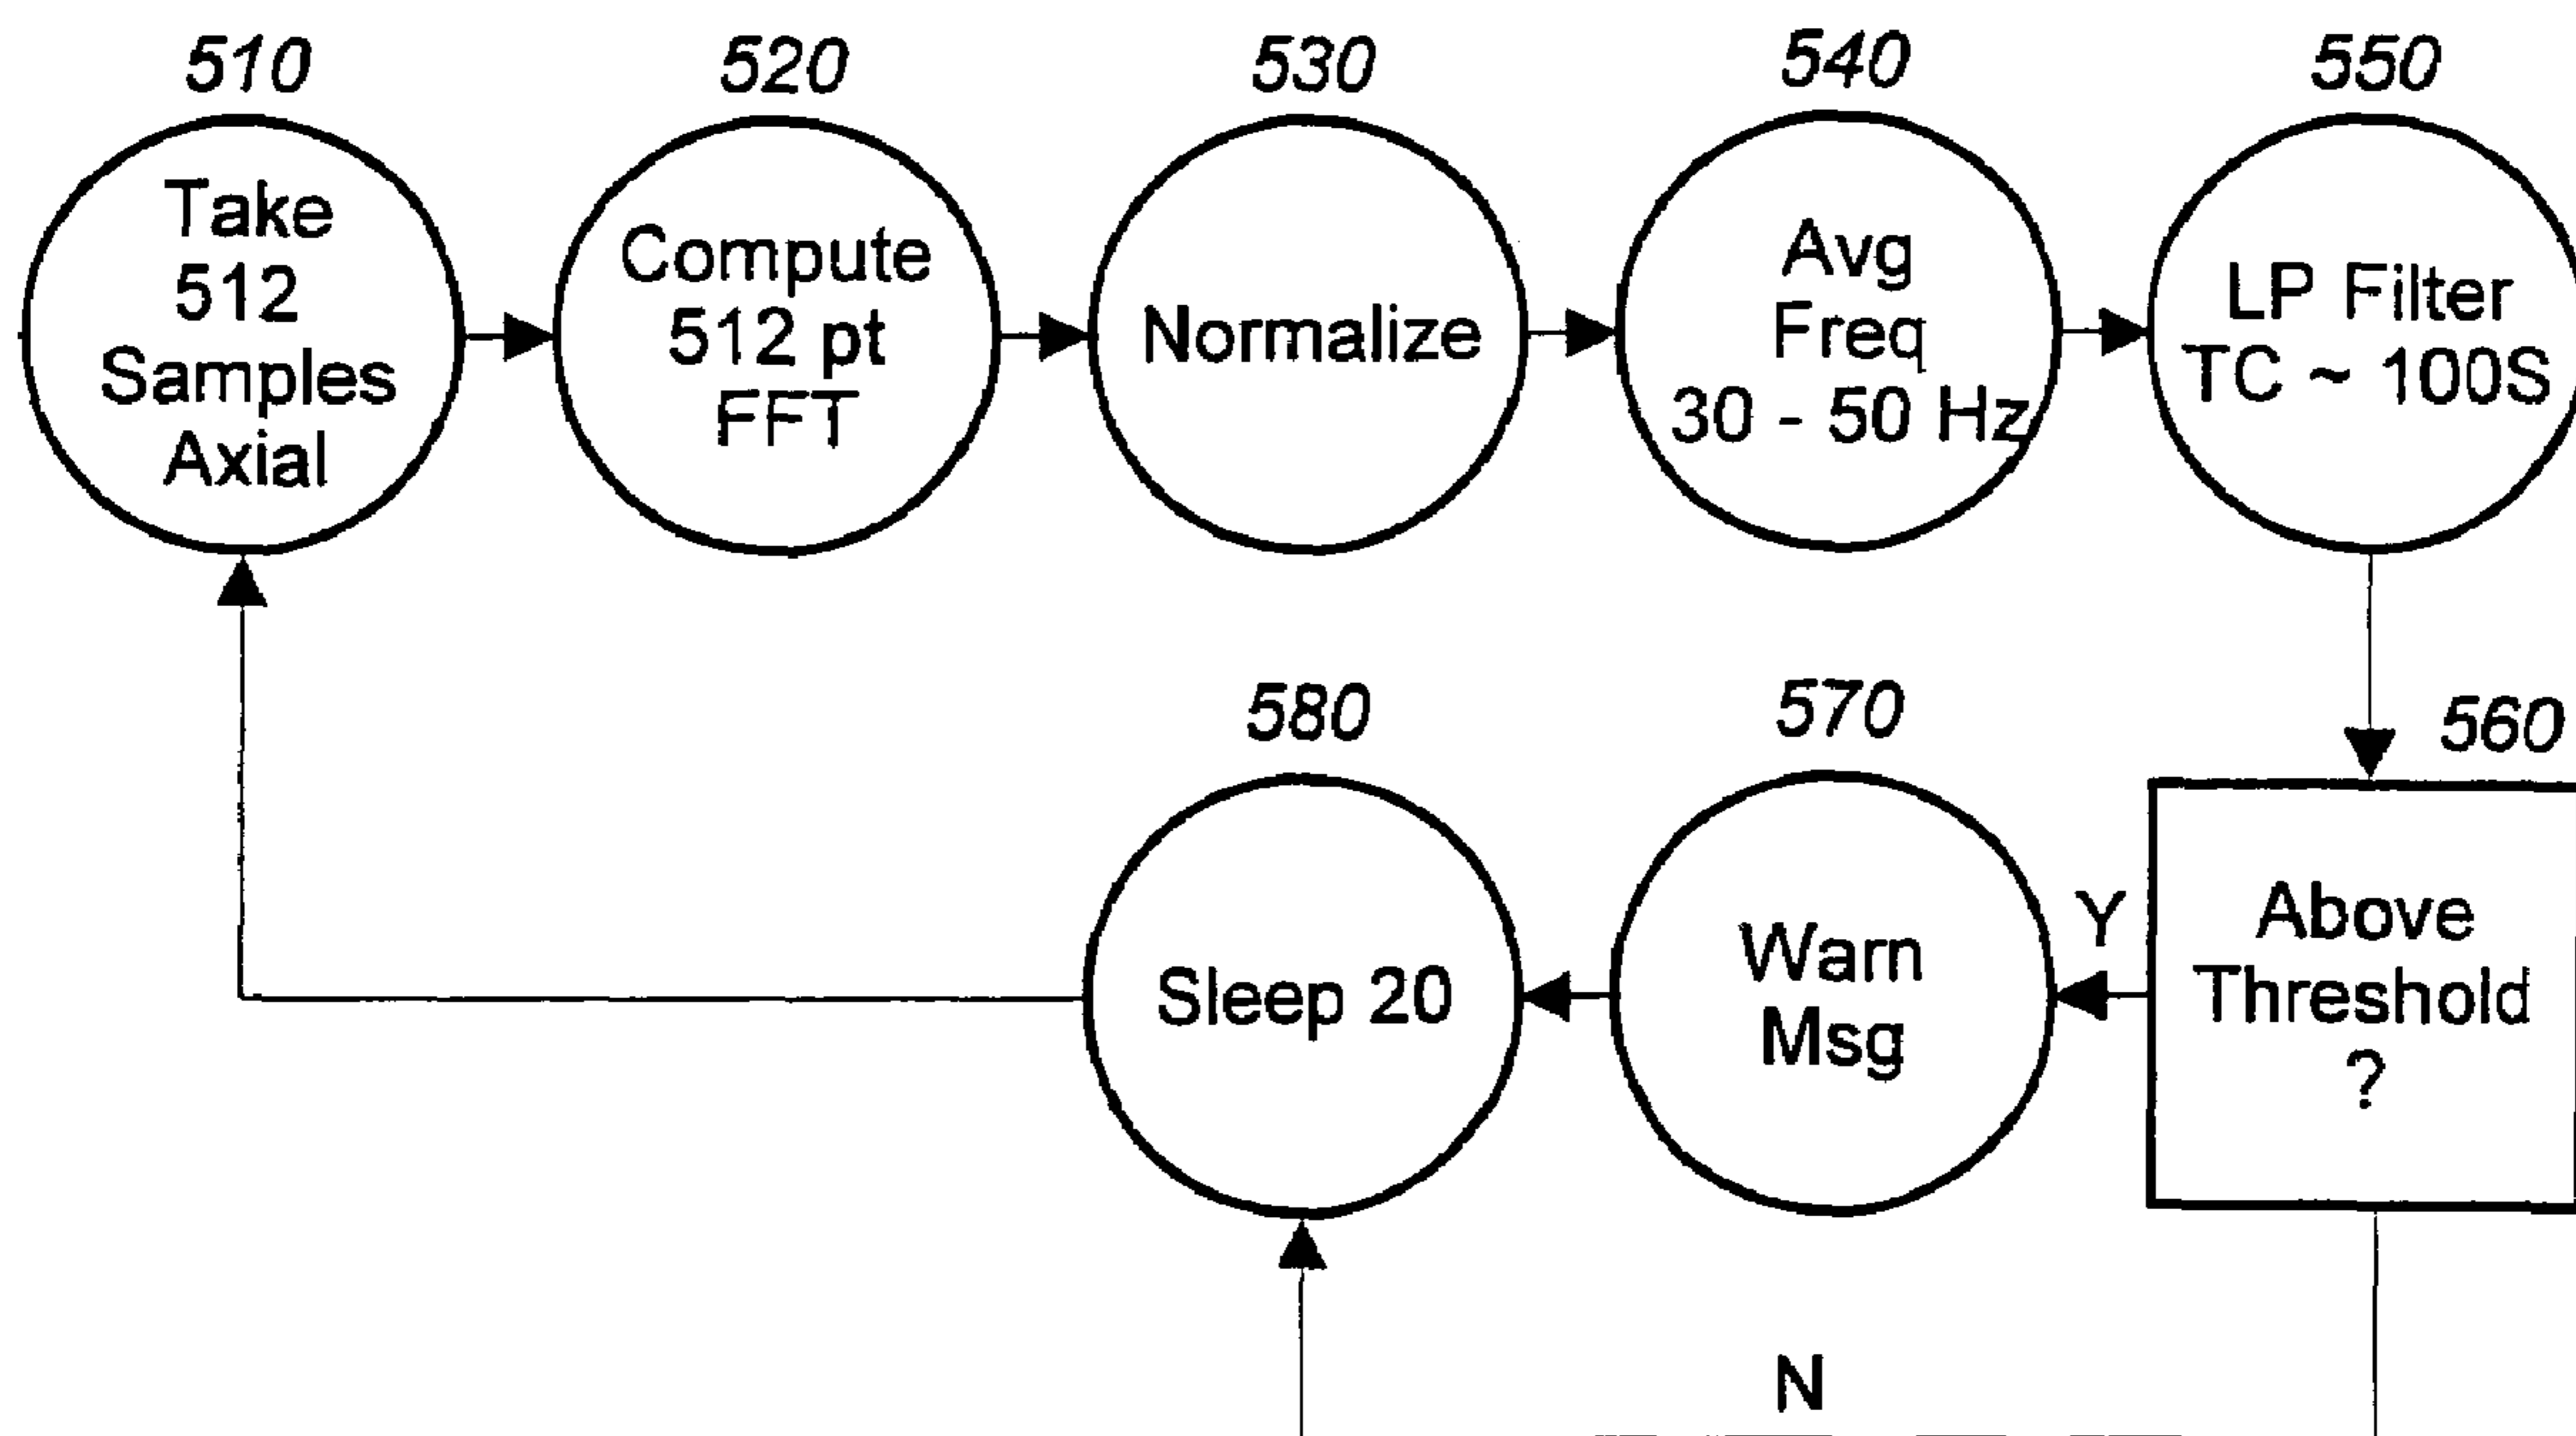 510
520
530
540
550
Take
512
Samples
Axial
Compute
512 pt
FFT
Normalize
Avg
Freq
30 - 50 Hz
LP Filter
TC ~ 100S
580
570
560
Sleep 20
Warn
Msg
Y
Above
Threshold
?
N